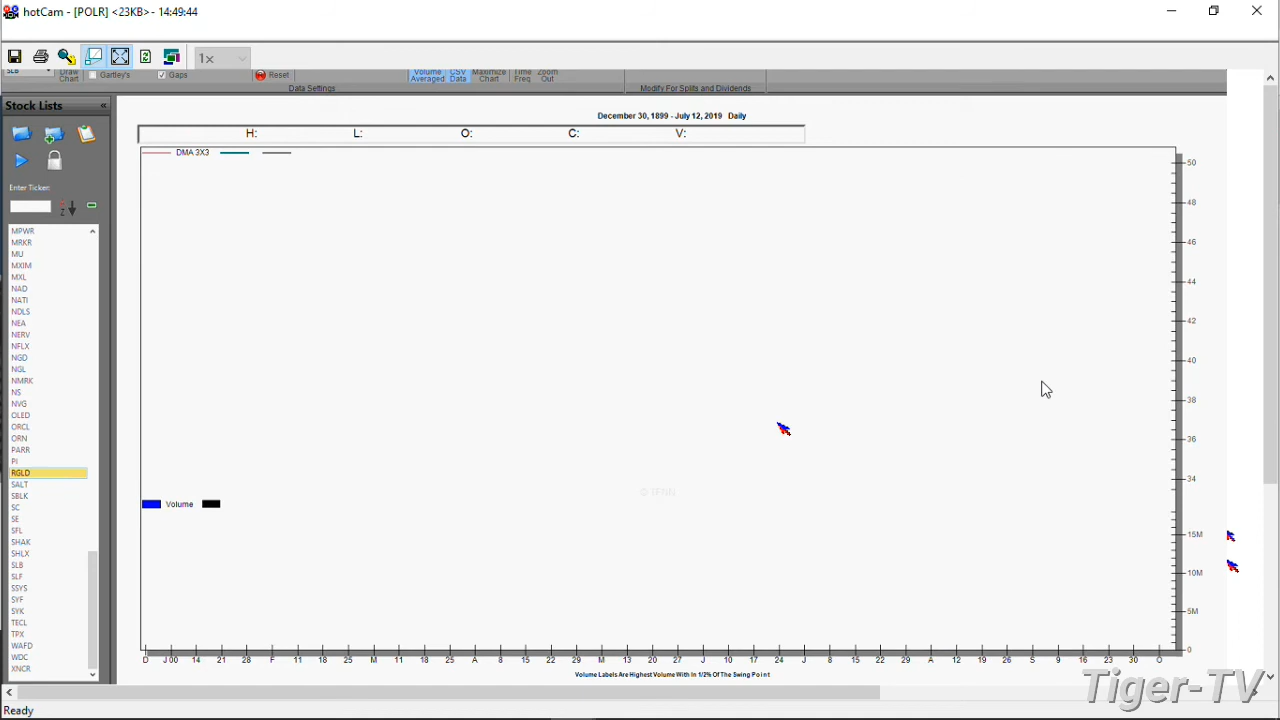 hotCam - [POLR] <23KB> - 14:49:44
1x
SLB Draw Chart Gartley's Gaps Reset Volume Averaged CSV Data Maximize Chart Time Freq Zoom Out
Data Settings Modify For Splits and Dividends
Stock Lists «
December 30, 1899 - July 12, 2019 Daily
H: L: O: C: V:
DMA 3X3
Enter Ticker:
MPWR
MRKR
MU
MXIM
MXL
NAD
NATI
NDLS
NEA
NERV
NFLX
NGD
NGL
NMRK
NS
NVG
OLED
ORCL
ORN
PARR
PI
RGLD
SALT
SBLK
SC
SE
SFL
SHAK
SHLX
SLB
SLF
SSYS
SYF
SYK
TECL
TPX
WAFD
WDC
XNCR
50
48
46
44
42
40
38
36
34
© TFNN
Volume
15M
10M
5M
0
D J 00 14 21 28 F 11 18 25 M 11 18 A 8 15 22 29 M 13 20 27 J 10 17 24 J 8 15 22 29 A 12 19 26 S 9 16 23 30 O
Volume Labels Are Highest Volume With In 1/2% Of The Swing Point
Tiger-TV
Ready